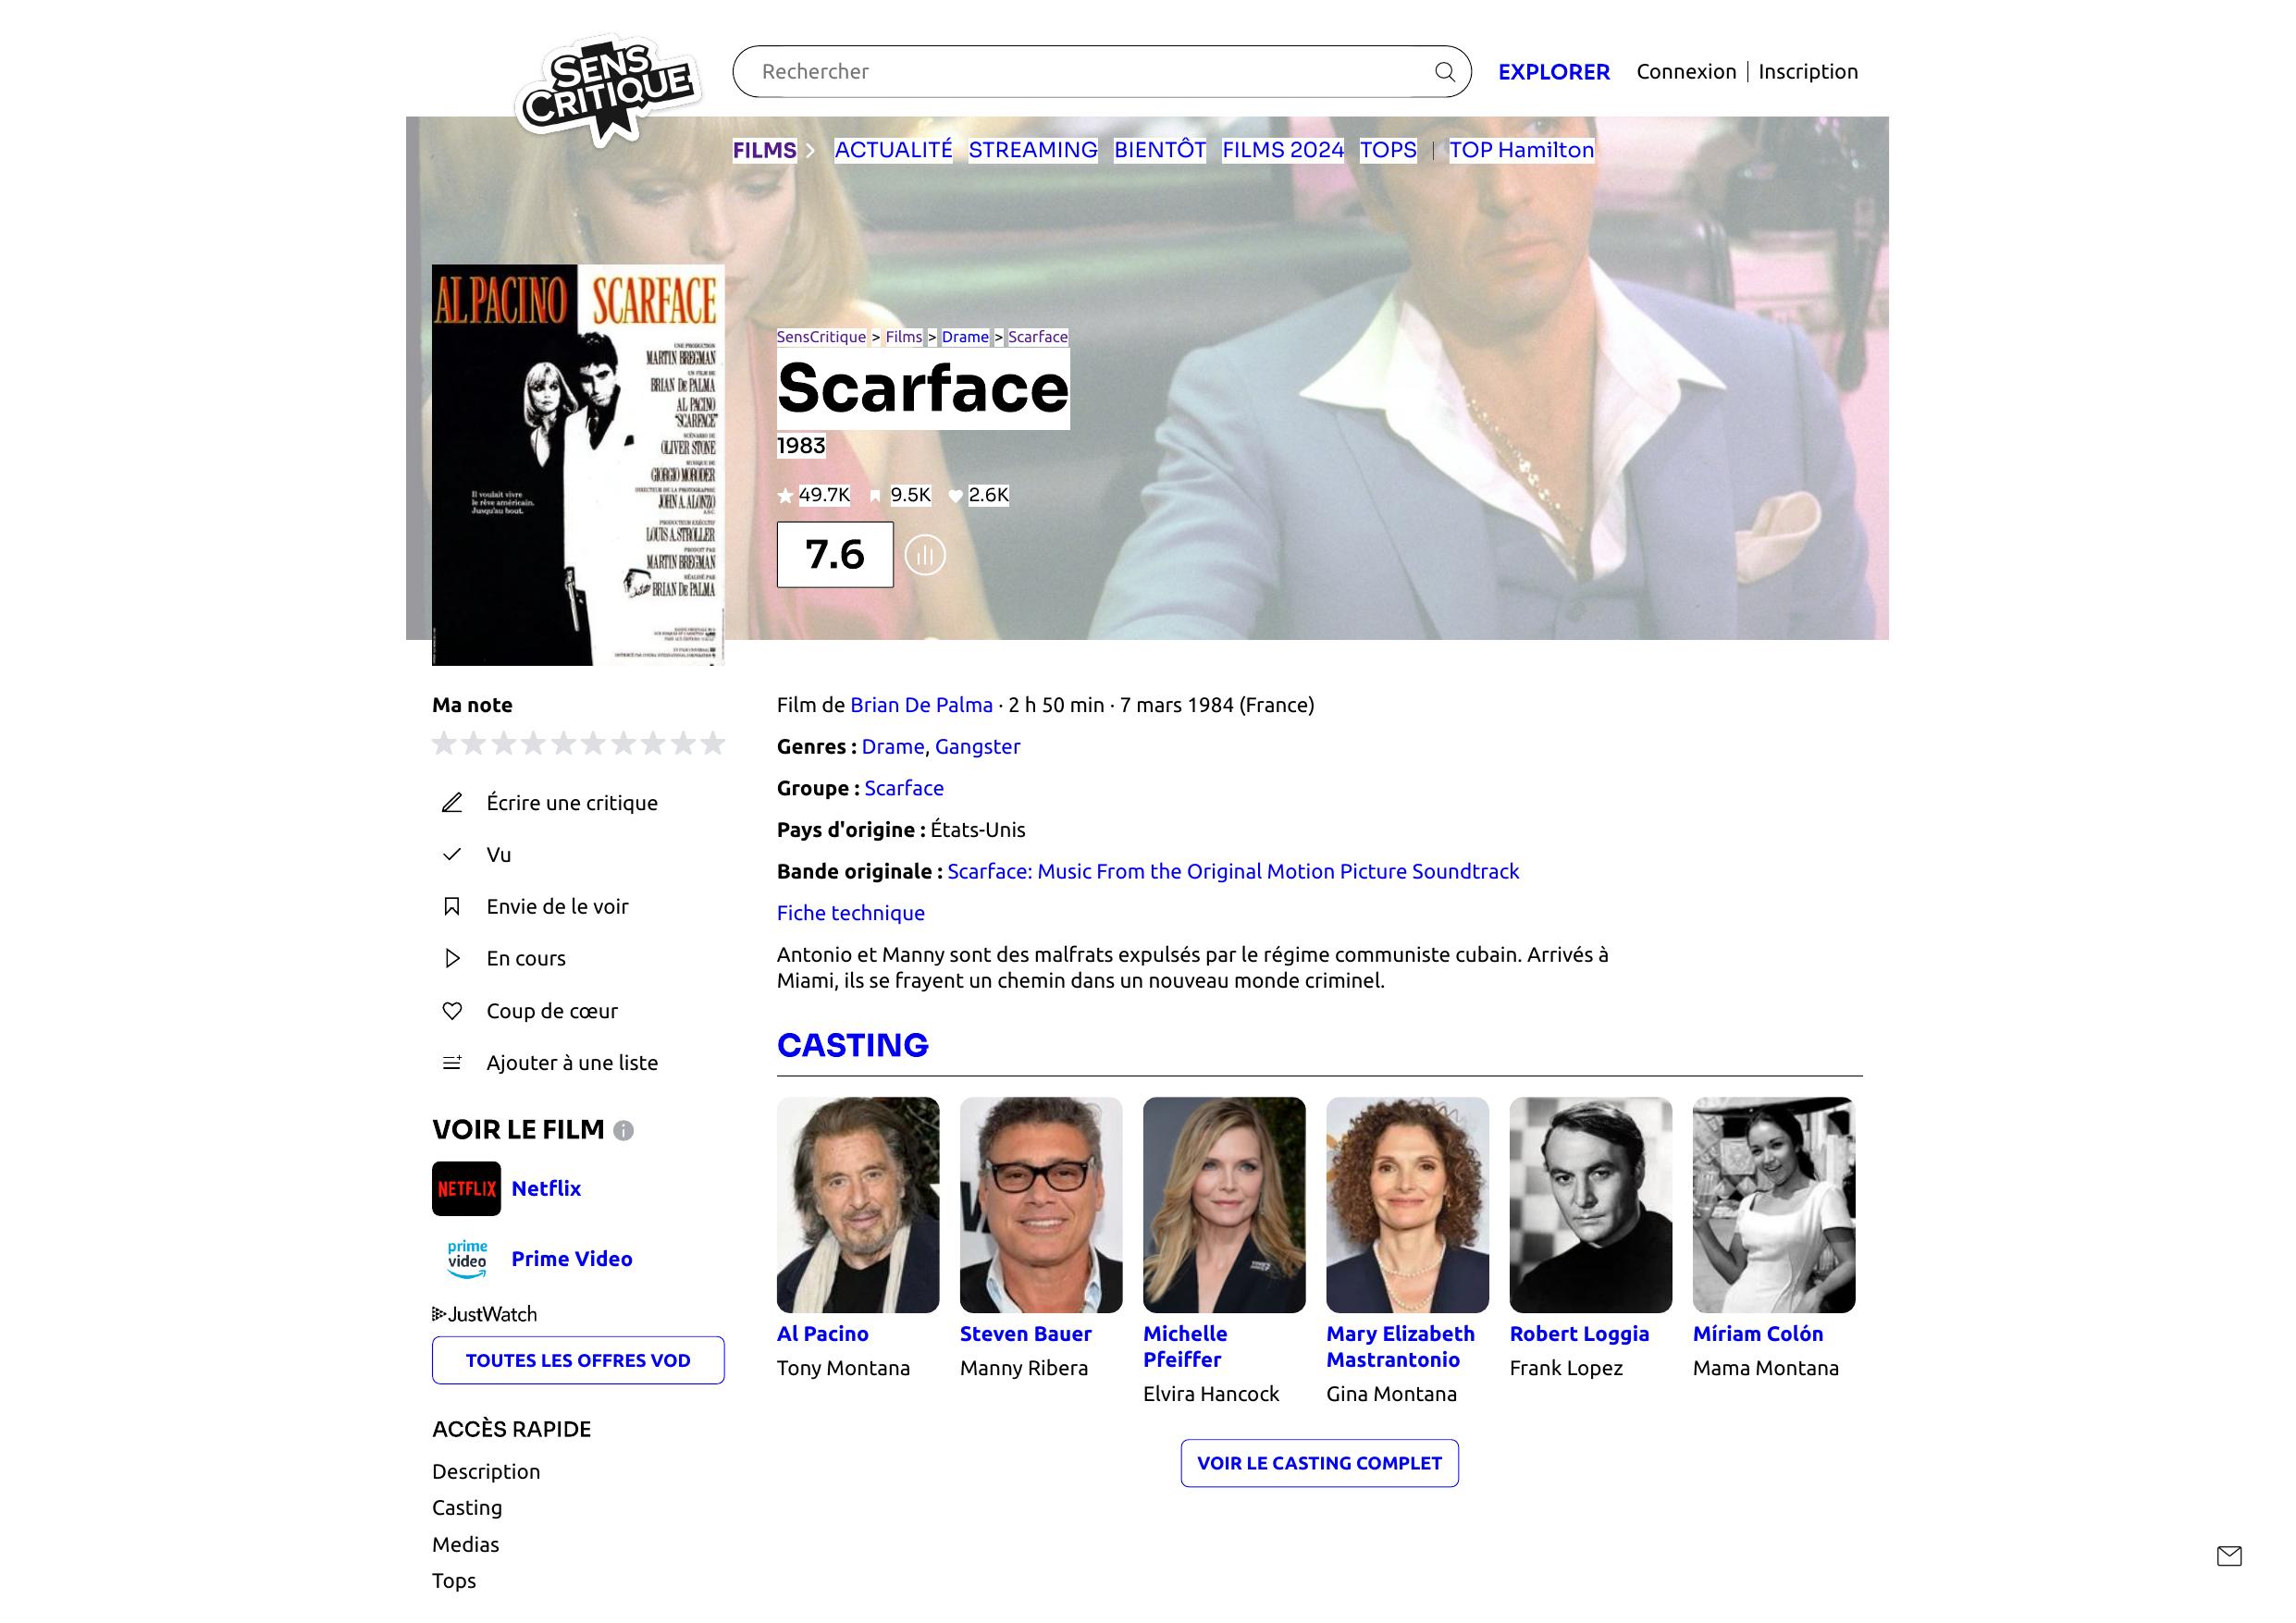 SENS
CRITIQUE
Rechercher
EXPLORER
Connexion | Inscription
FILMS
ACTUALITÉ STREAMING BIENTÔT FILMS 2024 TOPS | TOP Hamilton
AL PACINO SCARFACE
UNE PRODUCTION
MARTIN BREGMAN
UN FILM DE
BRIAN DE PALMA
AL PACINO
"SCARFACE"
SCÉNARIO DE
OLIVER STONE
MUSIQUE DE
GIORGIO MORODER
DIRECTEUR DE LA PHOTOGRAPHIE
JOHN A. ALONZO
A.S.C.
PRODUCTEUR EXÉCUTIF
LOUIS A. STROLLER
PRODUIT PAR
MARTIN BREGMAN
RÉALISÉ PAR
BRIAN DE PALMA
Il voulait vivre
le rêve américain.
Jusqu'au bout.
SensCritique > Films > Drame > Scarface
Scarface
1983
49.7K 9.5K 2.6K
7.6
Ma note
Écrire une critique
Vu
Envie de le voir
En cours
Coup de cœur
Ajouter à une liste
VOIR LE FILM
NETFLIX Netflix
prime
video
Prime Video
JustWatch
TOUTES LES OFFRES VOD
ACCÈS RAPIDE
Description
Casting
Medias
Tops
Film de Brian De Palma · 2 h 50 min · 7 mars 1984 (France)
Genres : Drame, Gangster
Groupe : Scarface
Pays d'origine : États-Unis
Bande originale : Scarface: Music From the Original Motion Picture Soundtrack
Fiche technique
Antonio et Manny sont des malfrats expulsés par le régime communiste cubain. Arrivés à
Miami, ils se frayent un chemin dans un nouveau monde criminel.
CASTING
Al Pacino
Tony Montana
Steven Bauer
Manny Ribera
Michelle
Pfeiffer
Elvira Hancock
Mary Elizabeth
Mastrantonio
Gina Montana
Robert Loggia
Frank Lopez
Míriam Colón
Mama Montana
VOIR LE CASTING COMPLET